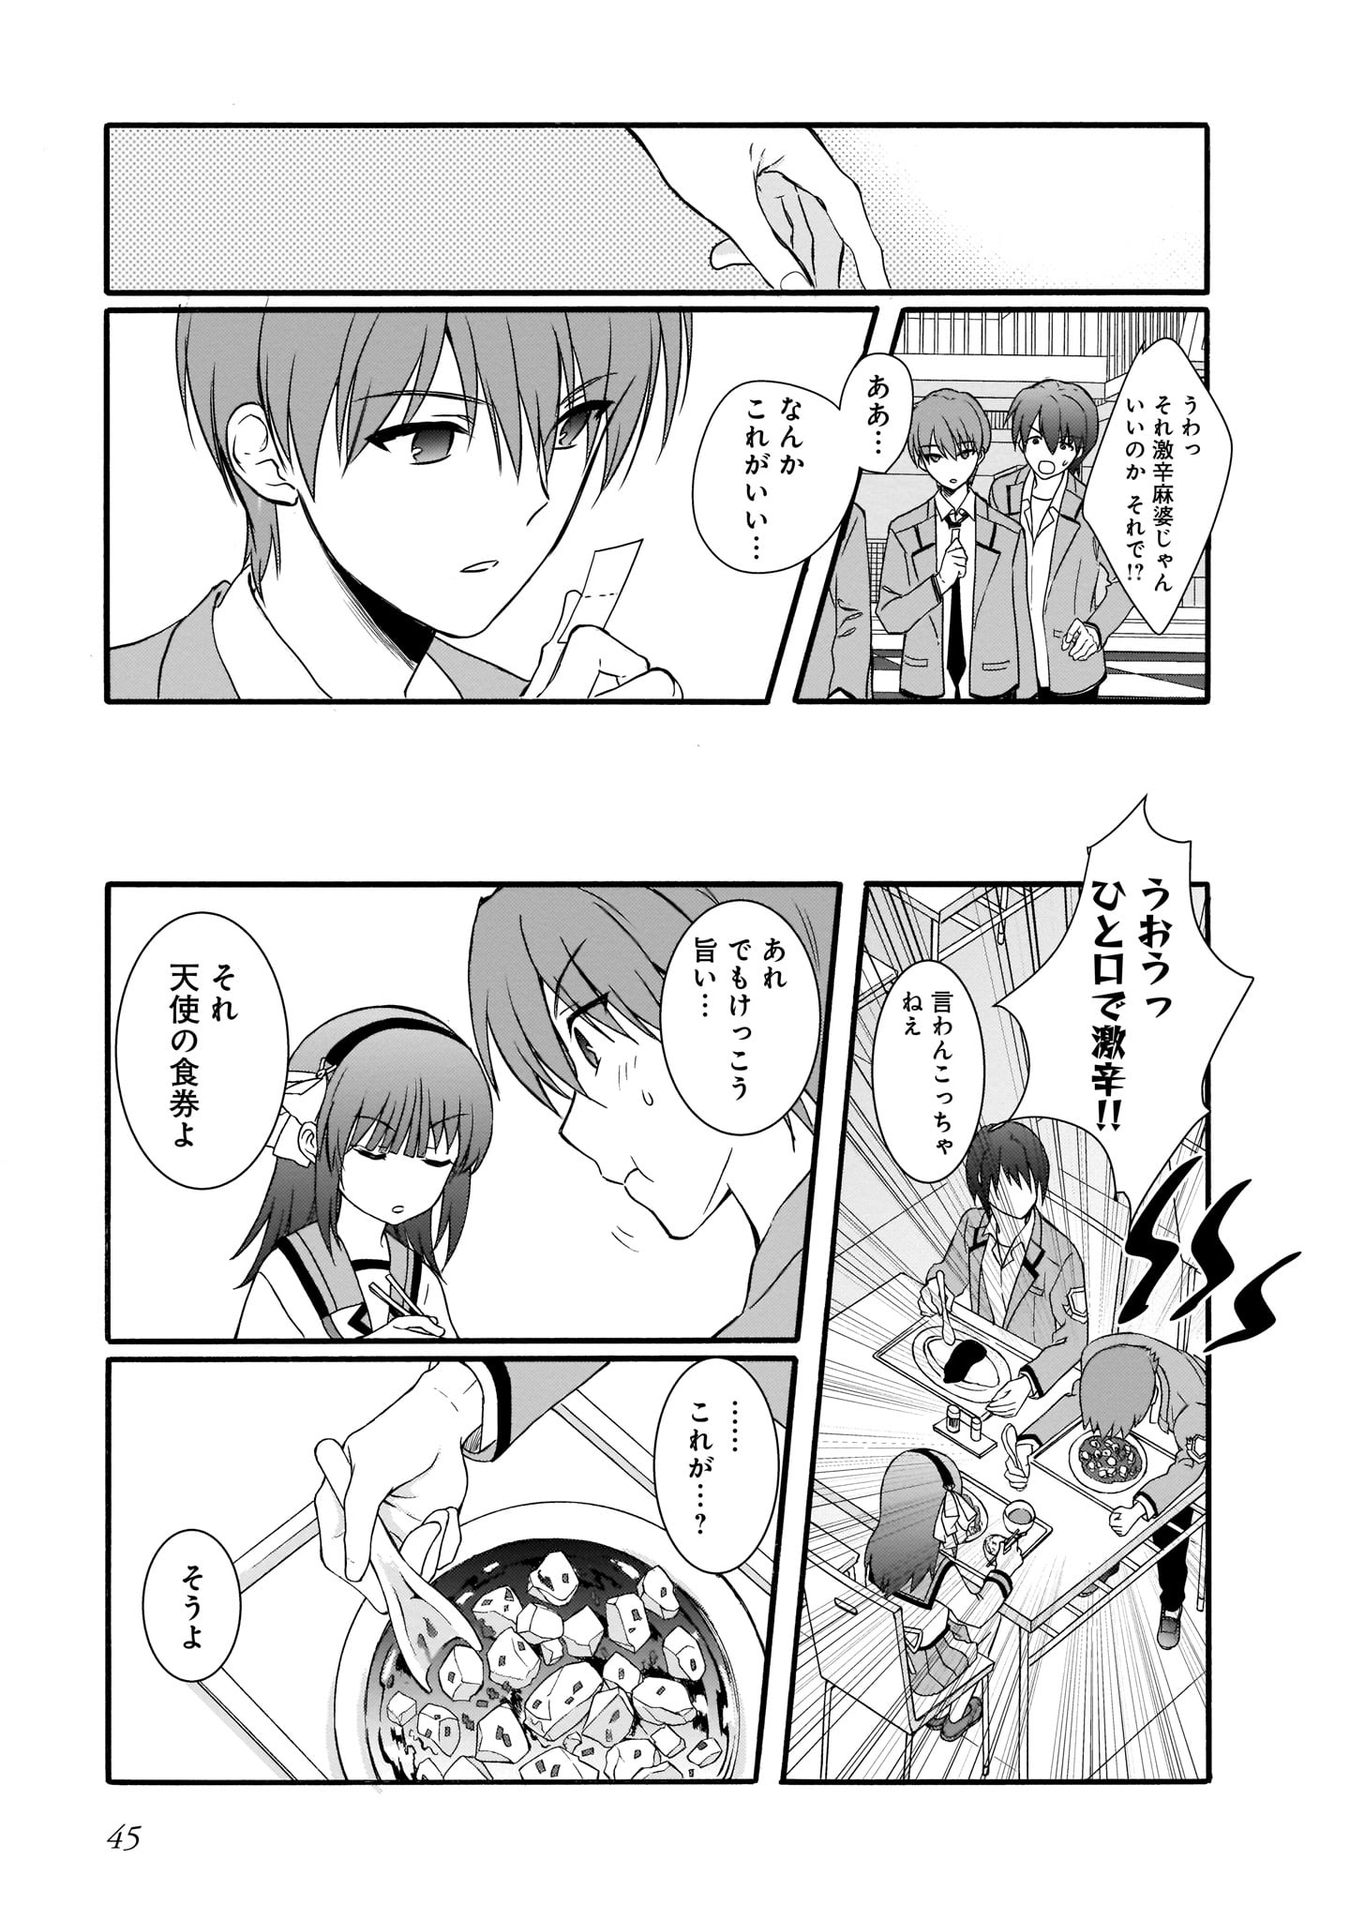 うわっ
それ激辛麻婆じゃん
いいのか それで!?
ああ…
なんか
これがいい…
うおうっ
ひと口で激辛!!
言わんこっちゃ
ねえ
あれ
でもけっこう
旨い…
それ
天使の食券よ
……
これが…?
そうよ
45